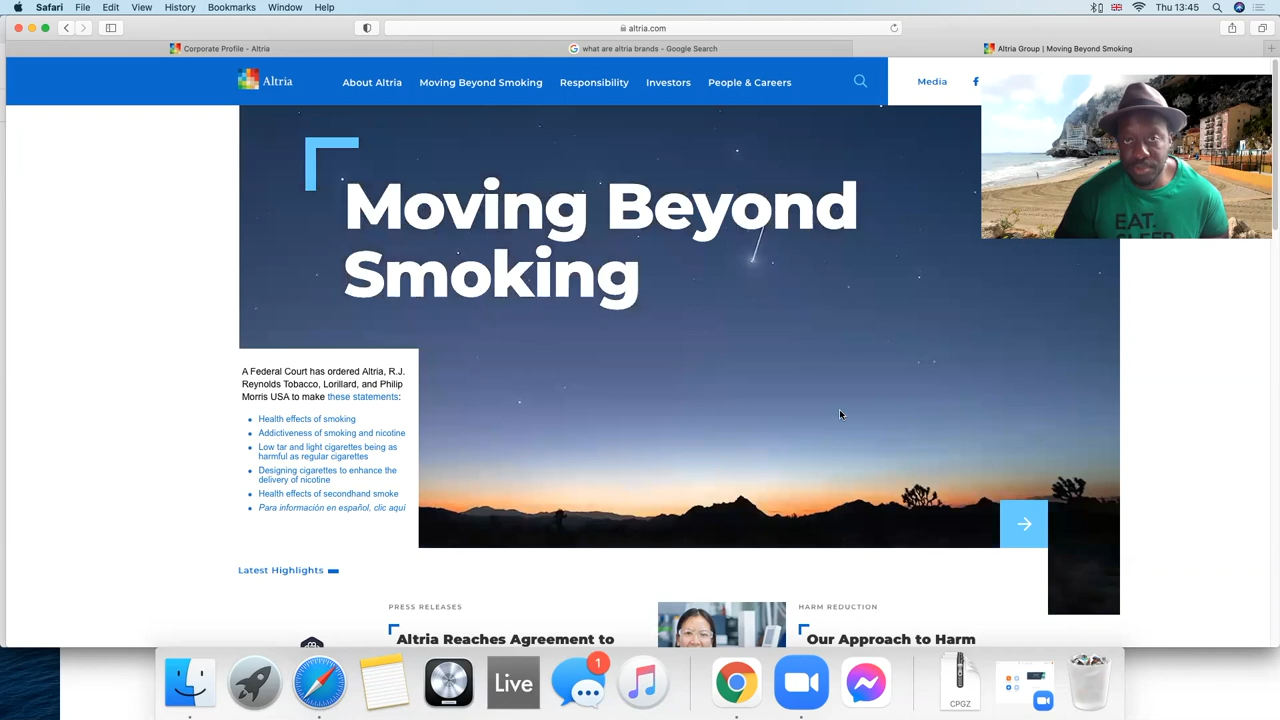 Safari File Edit View History Bookmarks Window Help Thu 13:45
altria.com
Corporate Profile - Altria
what are altria brands - Google Search
Altria Group | Moving Beyond Smoking
Altria
About Altria Moving Beyond Smoking Responsibility Investors People & Careers
Media
Moving Beyond
Smoking
EAT.
SLEEP
A Federal Court has ordered Altria, R.J.
Reynolds Tobacco, Lorillard, and Philip
Morris USA to make these statements:
Health effects of smoking
Addictiveness of smoking and nicotine
Low tar and light cigarettes being as
harmful as regular cigarettes
Designing cigarettes to enhance the
delivery of nicotine
Health effects of secondhand smoke
Para información en español, clic aquí
Latest Highlights
PRESS RELEASES
Altria Reaches Agreement to
HARM REDUCTION
Our Approach to Harm
Live
1
CPGZ